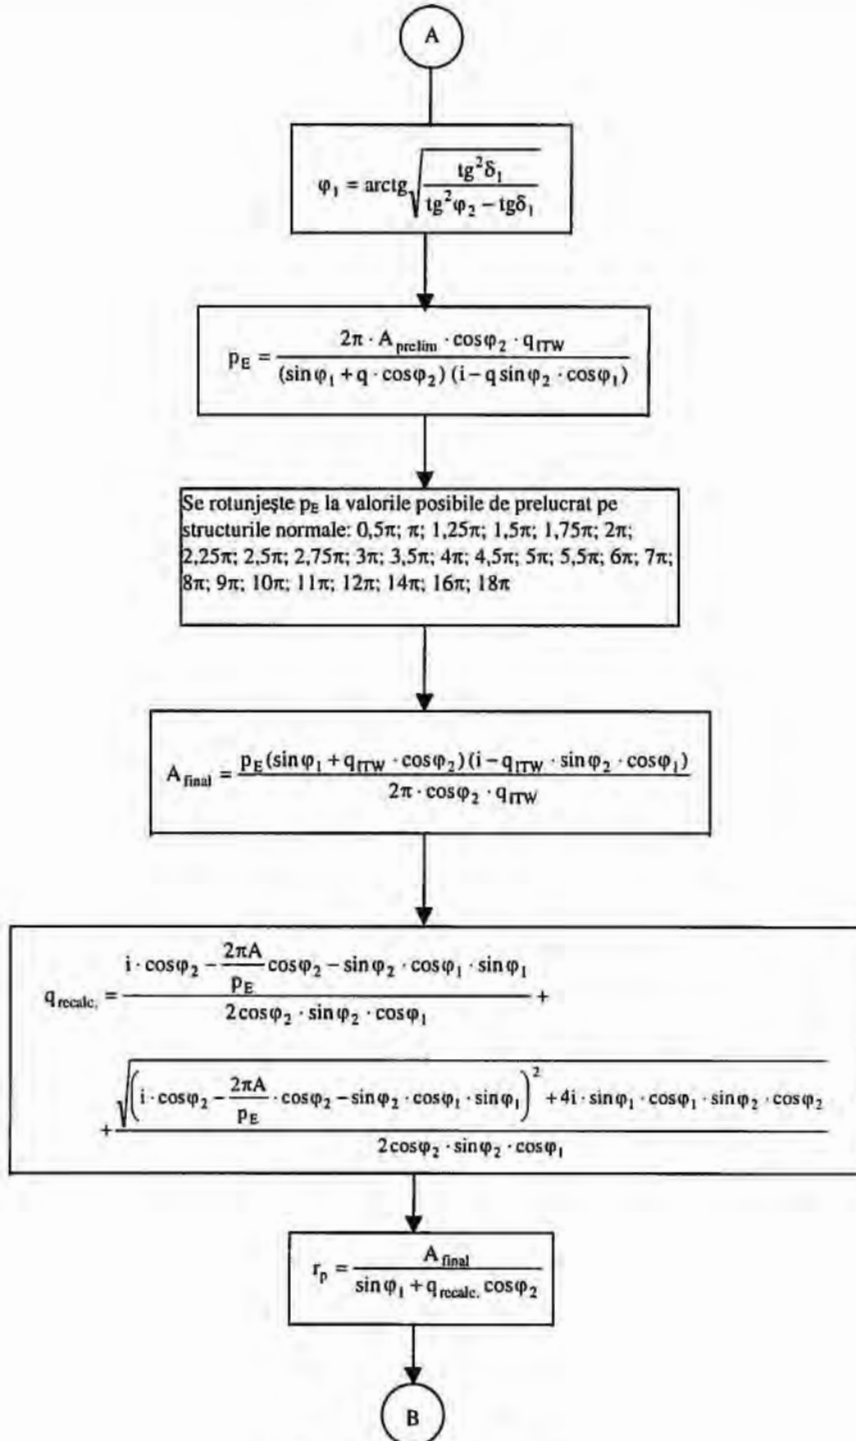 A
φ₁ = arctg √( tg²δ₁ / (tg²φ₂ − tgδ₁) )
p_E = (2π · A_prelim · cosφ₂ · q_ITW) / ((sinφ₁ + q · cosφ₂) (i − q sinφ₂ · cosφ₁))
Se rotunjeşte p_E la valorile posibile de prelucrat pe
structurile normale: 0,5π; π; 1,25π; 1,5π; 1,75π; 2π;
2,25π; 2,5π; 2,75π; 3π; 3,5π; 4π; 4,5π; 5π; 5,5π; 6π; 7π;
8π; 9π; 10π; 11π; 12π; 14π; 16π; 18π
A_final = (p_E (sinφ₁ + q_ITW · cosφ₂) (i − q_ITW · sinφ₂ · cosφ₁)) / (2π · cosφ₂ · q_ITW)
q_recalc. = (i · cosφ₂ − (2πA / p_E) cosφ₂ − sinφ₂ · cosφ₁ · sinφ₁) / (2cosφ₂ · sinφ₂ · cosφ₁) +
+ √( (i · cosφ₂ − (2πA / p_E) · cosφ₂ − sinφ₂ · cosφ₁ · sinφ₁)² + 4i · sinφ₁ · cosφ₁ · sinφ₂ · cosφ₂ ) / (2cosφ₂ · sinφ₂ · cosφ₁)
r_p = A_final / (sinφ₁ + q_recalc. cosφ₂)
B